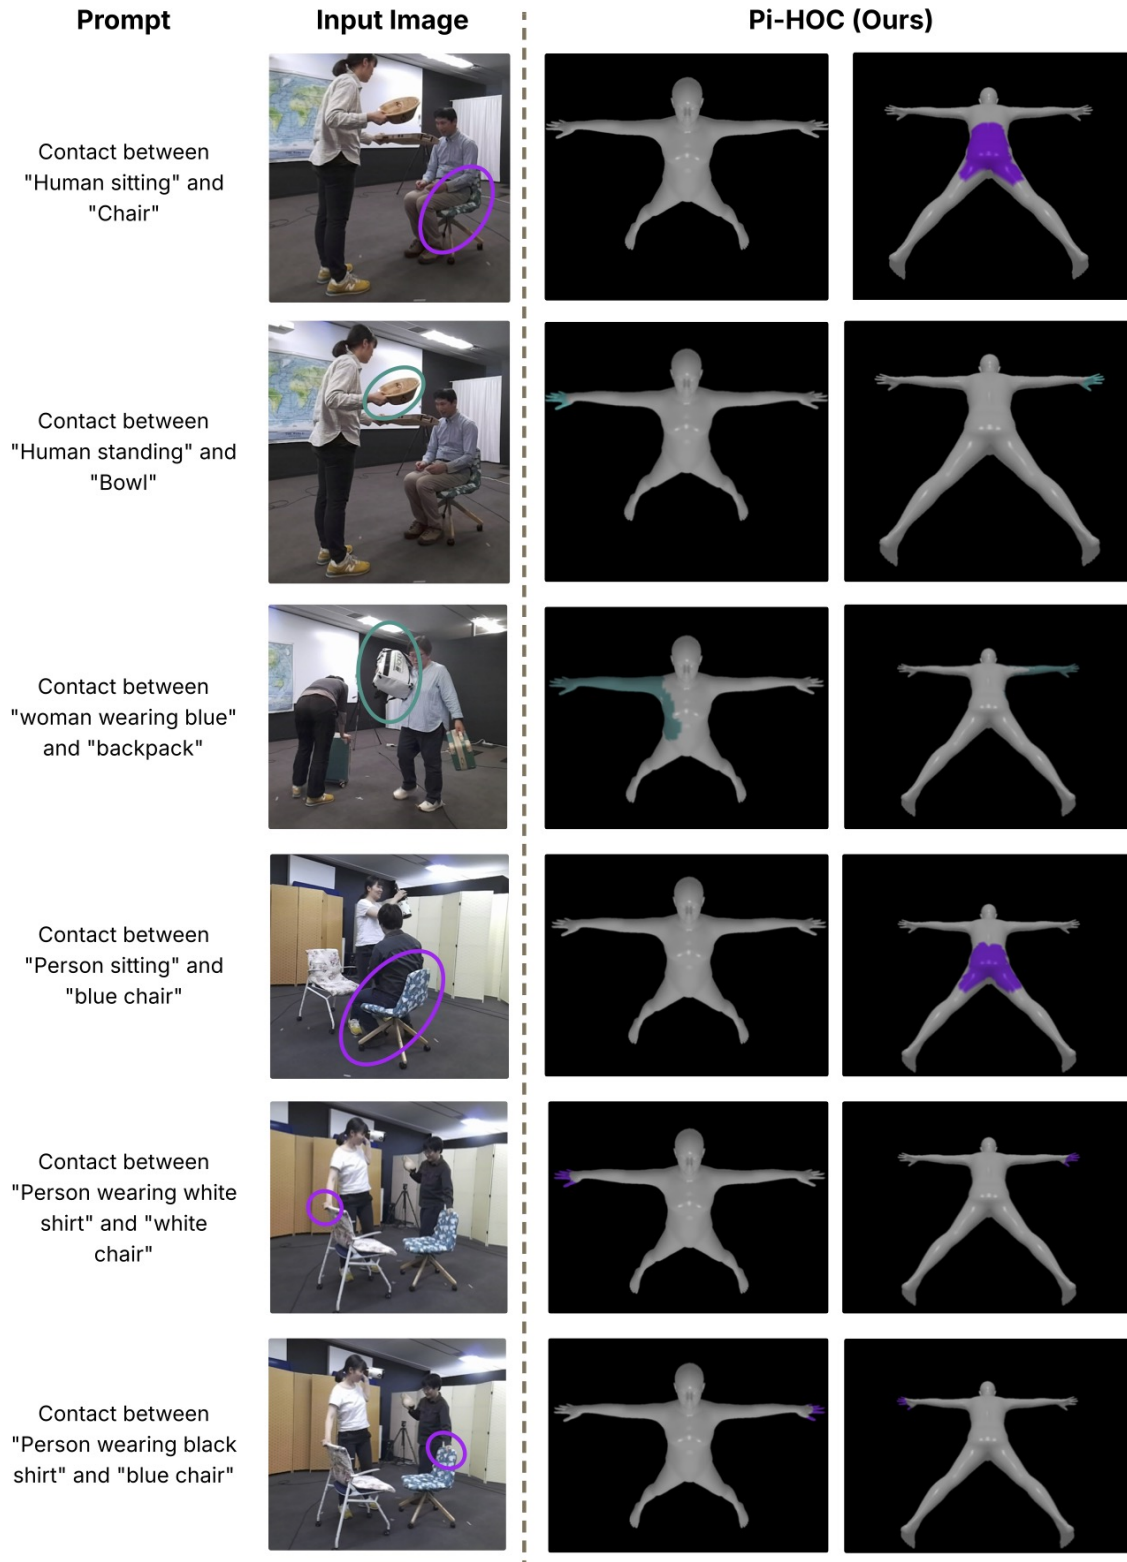 Prompt
Input Image
Pi-HOC (Ours)
Contact between
"Human sitting" and
"Chair"
Contact between
"Human standing" and
"Bowl"
Contact between
"woman wearing blue"
and "backpack"
Contact between
"Person sitting" and
"blue chair"
Contact between
"Person wearing white
shirt" and "white
chair"
Contact between
"Person wearing black
shirt" and "blue chair"